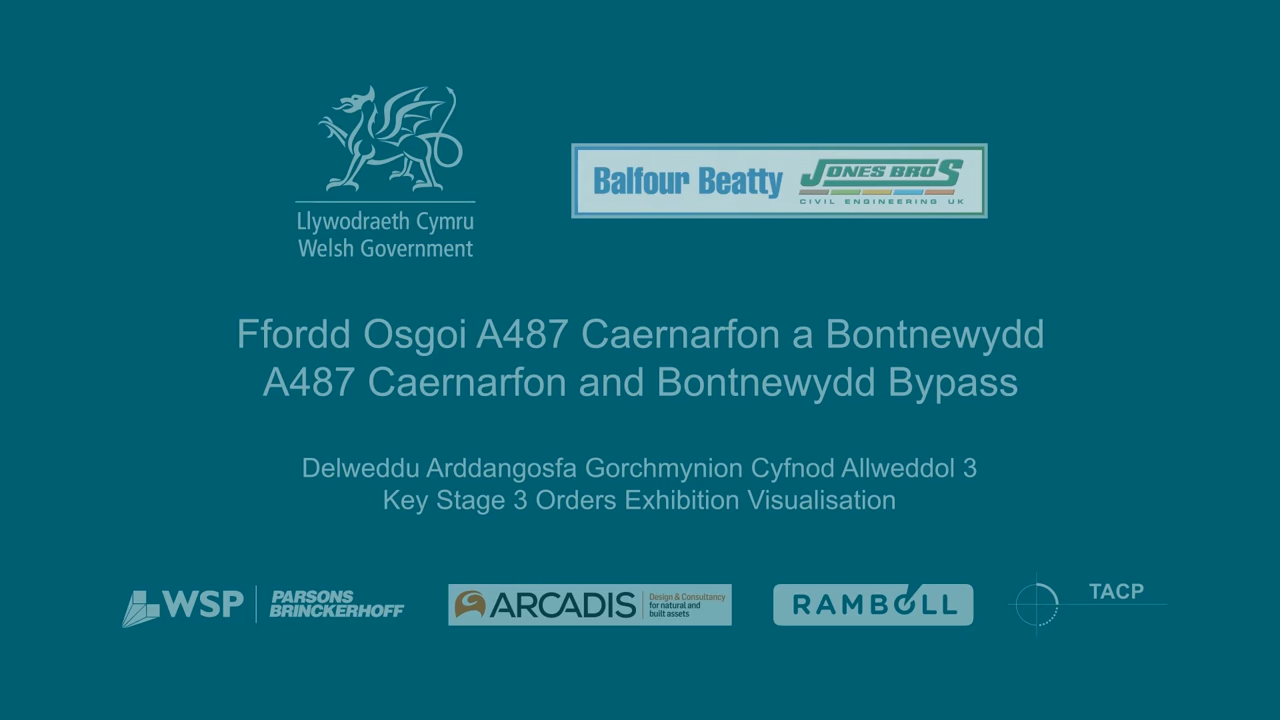 Llywodraeth Cymru
Welsh Government
Balfour Beatty
JONES BROS
CIVIL ENGINEERING UK
Ffordd Osgoi A487 Caernarfon a Bontnewydd
A487 Caernarfon and Bontnewydd Bypass
Delweddu Arddangosfa Gorchmynion Cyfnod Allweddol 3
Key Stage 3 Orders Exhibition Visualisation
WSP
PARSONS
BRINCKERHOFF
ARCADIS
Design & Consultancy
for natural and
built assets
RAMBOLL
TACP